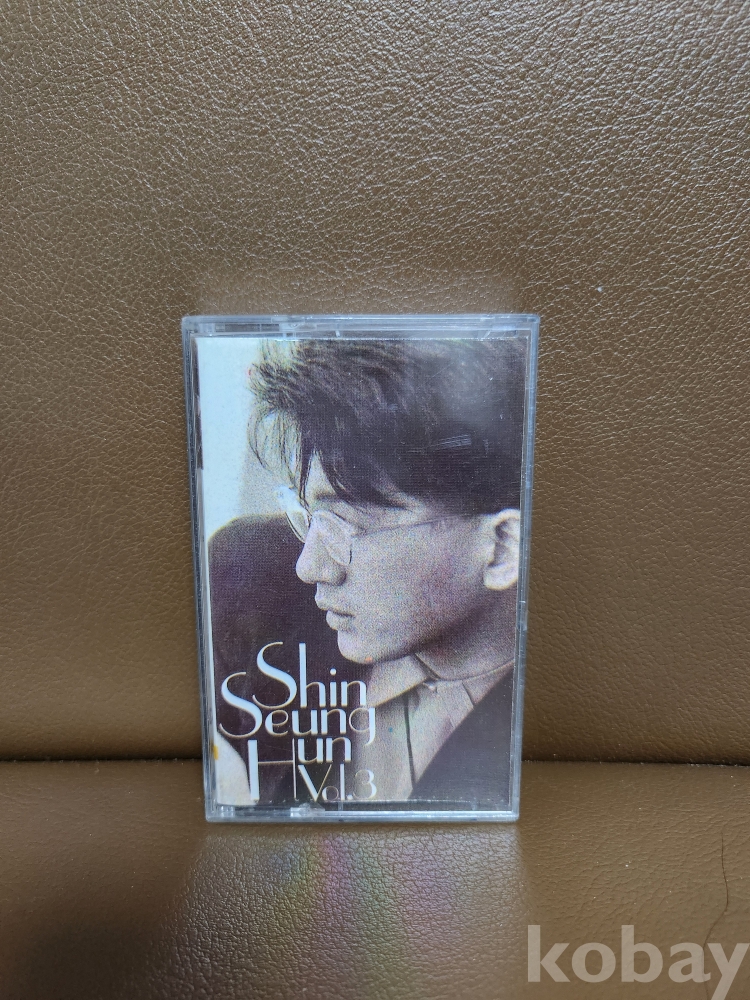 Shin
Seung
Hun
Vol.3
kobay